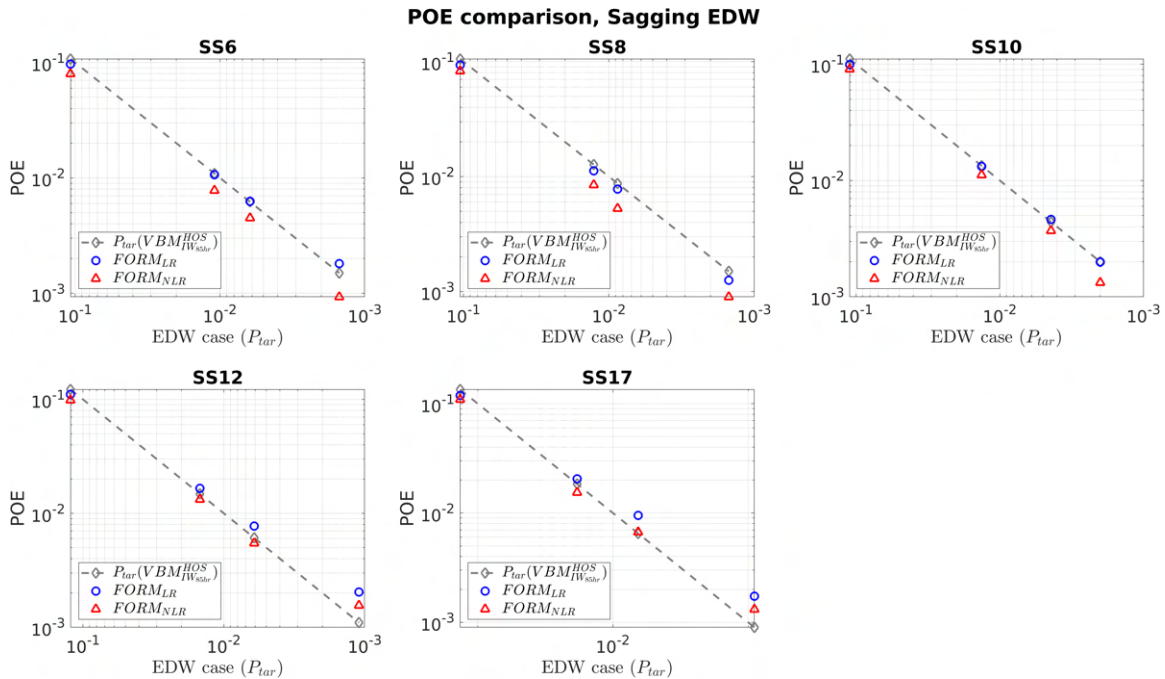 POE comparison, Sagging EDW
SS6
POE
10^-1
10^-2
10^-3
P_tar(VBM^HOS_IW_85hr)
FORM_LR
FORM_NLR
10^-1 10^-2 10^-3
EDW case (P_tar)
SS8
POE
10^-1
10^-2
10^-3
P_tar(VBM^HOS_IW_85hr)
FORM_LR
FORM_NLR
10^-1 10^-2 10^-3
EDW case (P_tar)
SS10
POE
10^-1
10^-2
10^-3
P_tar(VBM^HOS_IW_85hr)
FORM_LR
FORM_NLR
10^-1 10^-2 10^-3
EDW case (P_tar)
SS12
POE
10^-1
10^-2
10^-3
P_tar(VBM^HOS_IW_85hr)
FORM_LR
FORM_NLR
10^-1 10^-2 10^-3
EDW case (P_tar)
SS17
POE
10^-1
10^-2
10^-3
P_tar(VBM^HOS_IW_85hr)
FORM_LR
FORM_NLR
10^-2
EDW case (P_tar)